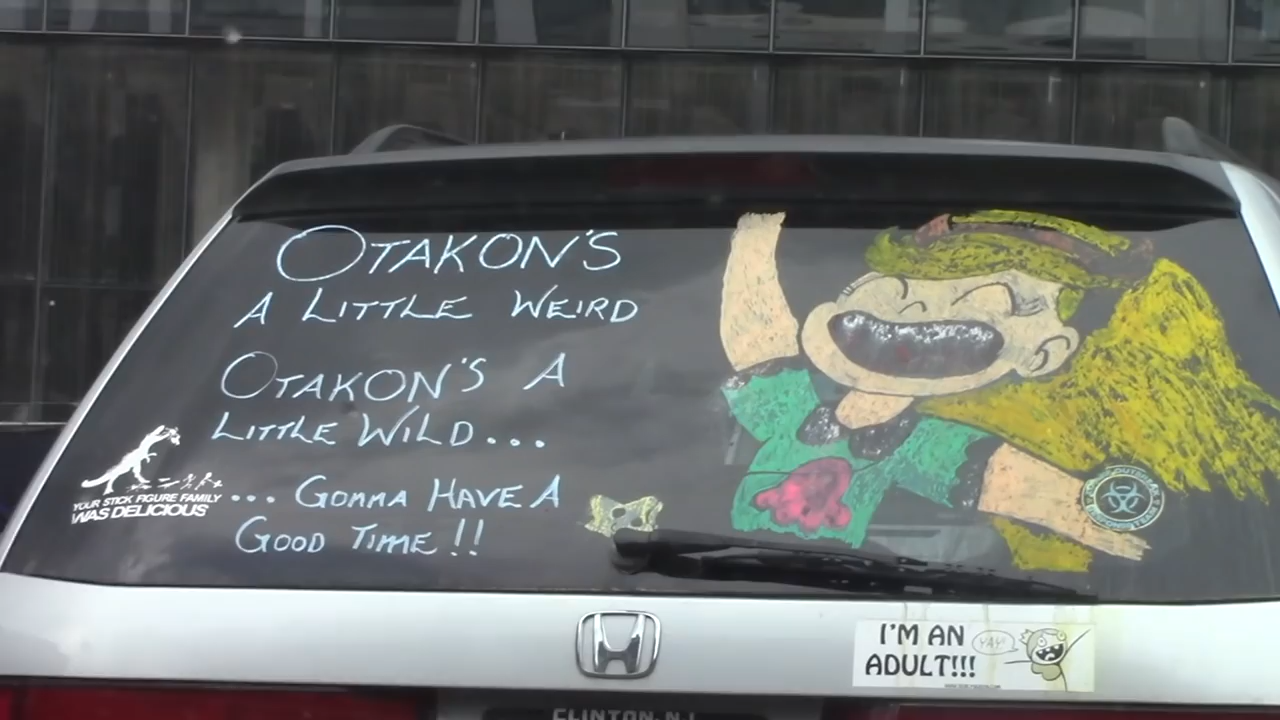 OTAKON'S
A LITTLE WEIRD
OTAKON'S A
LITTLE WILD...
...GONNA HAVE A
GOOD TIME!!
YOUR STICK FIGURE FAMILY
WAS DELICIOUS
I'M AN
ADULT!!!
YAY!
CLINTON, NJ